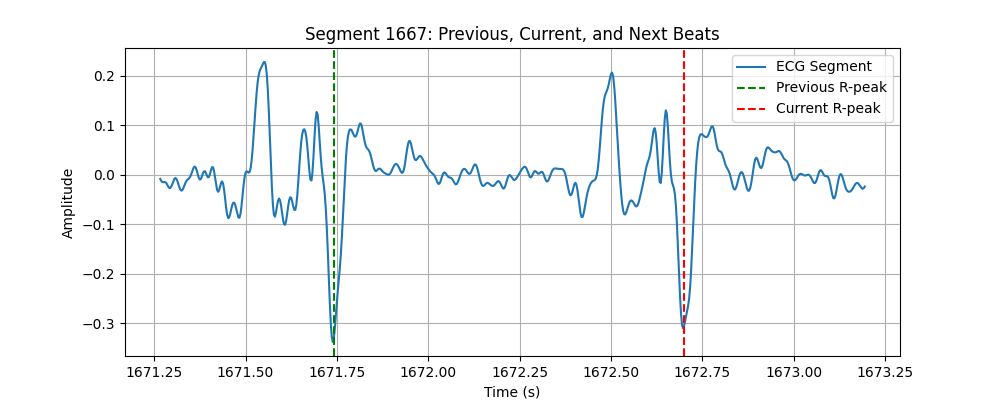 Segment 1667: Previous, Current, and Next Beats
ECG Segment
Previous R-peak
Current R-peak
Amplitude
0.2
0.1
0.0
−0.1
−0.2
−0.3
1671.25 1671.50 1671.75 1672.00 1672.25 1672.50 1672.75 1673.00 1673.25
Time (s)